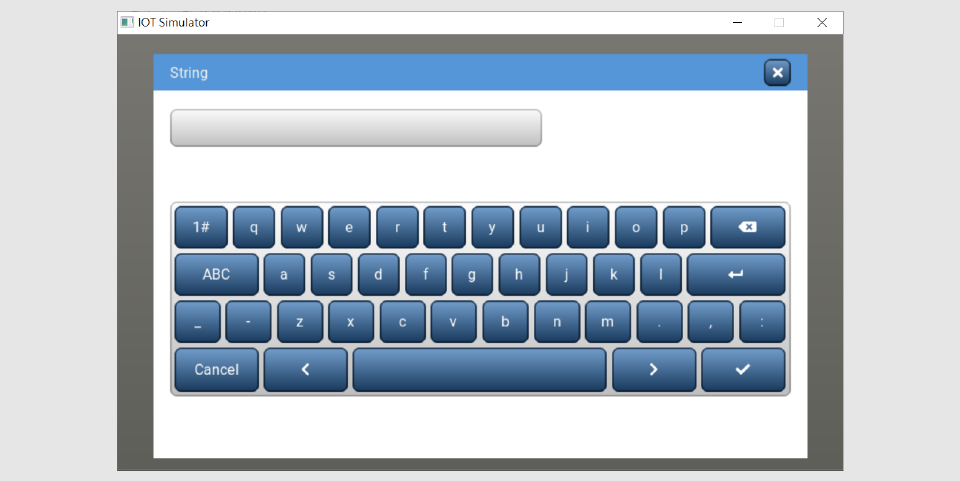 IOT Simulator
String
1# q w e r t y u i o p
ABC a s d f g h j k l
_ - z x c v b n m . , :
Cancel < >